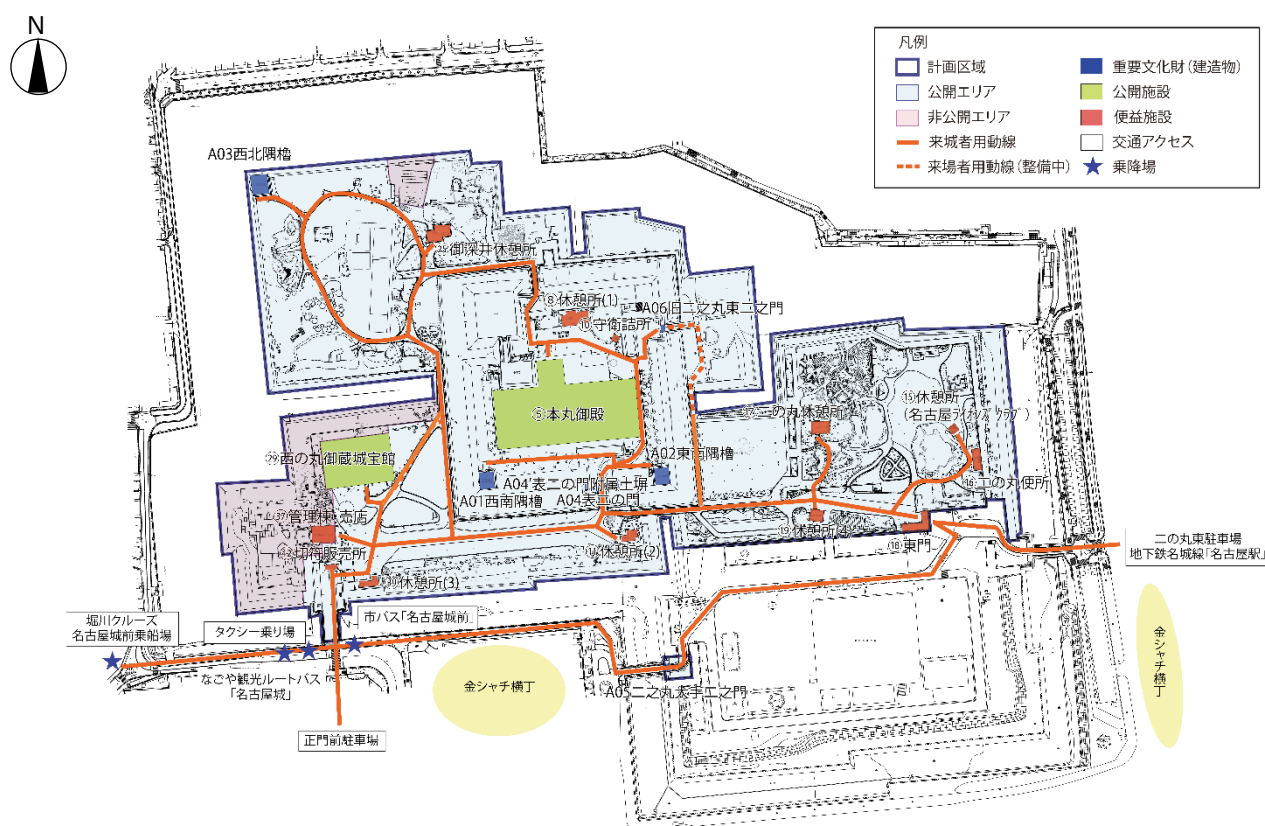 N
凡例
計画区域
公開エリア
非公開エリア
来城者用動線
来場者用動線(整備中)
重要文化財(建造物)
公開施設
便益施設
交通アクセス
乗降場
A03西北隅櫓
御深井休憩所
⑧休憩所(1)
⑩守衛詰所
A06旧二之丸東二之門
⑤本丸御殿
二の丸休憩所
⑮休憩所
(名古屋ライオンズクラブ)
⑯二の丸便所
㉙西の丸御蔵城宝館
A02東南隅櫓
A04 表二の門附属土塀
A01西南隅櫓
A04表二の門
㊲管理棟・売店
切符販売所
休憩所(2)
⑲休憩所(4)
⑱東門
㉚休憩所(3)
二の丸東駐車場
地下鉄名城線「名古屋駅」
堀川クルーズ
名古屋城前乗船場
タクシー乗り場
市バス「名古屋城前」
なごや観光ルートバス
「名古屋城」
金シャチ横丁
A05二之丸大手二之門
金シャチ横丁
正門前駐車場